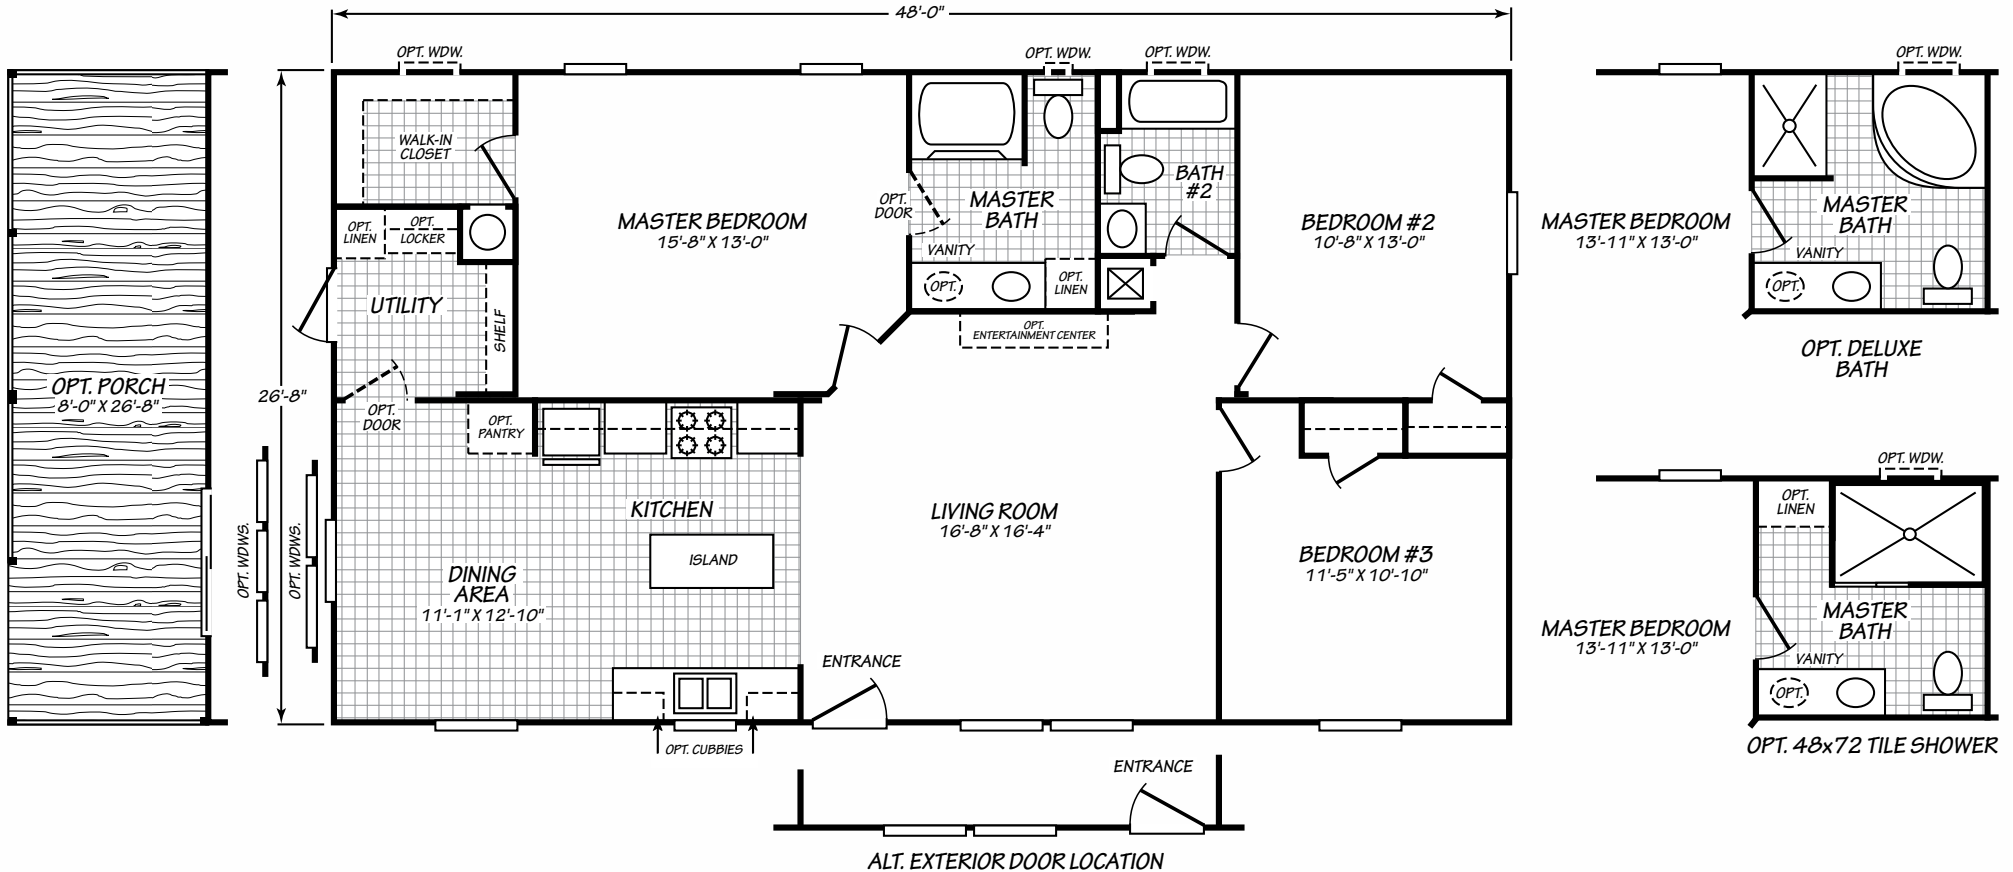 48'-0"
OPT. WDW.
OPT. WDW.
OPT. WDW.
OPT. WDW.
WALK-IN
CLOSET
OPT.
LINEN
OPT.
LOCKER
UTILITY
SHELF
OPT.
DOOR
MASTER BEDROOM
15'-8" X 13'-0"
OPT.
DOOR
MASTER
BATH
VANITY
OPT.
OPT.
LINEN
OPT.
ENTERTAINMENT CENTER
BATH
#2
BEDROOM #2
10'-8" X 13'-0"
MASTER BEDROOM
13'-11" X 13'-0"
MASTER
BATH
VANITY
OPT.
OPT. DELUXE
BATH
OPT. PORCH
8'-0" X 26'-8"
26'-8"
OPT. WDWS.
OPT. WDWS.
OPT.
PANTRY
KITCHEN
ISLAND
DINING
AREA
11'-1" X 12'-10"
LIVING ROOM
16'-8" X 16'-4"
BEDROOM #3
11'-5" X 10'-10"
ENTRANCE
OPT. CUBBIES
OPT. WDW.
OPT.
LINEN
MASTER BEDROOM
13'-11" X 13'-0"
MASTER
BATH
VANITY
OPT.
OPT. 48x72 TILE SHOWER
ENTRANCE
ALT. EXTERIOR DOOR LOCATION